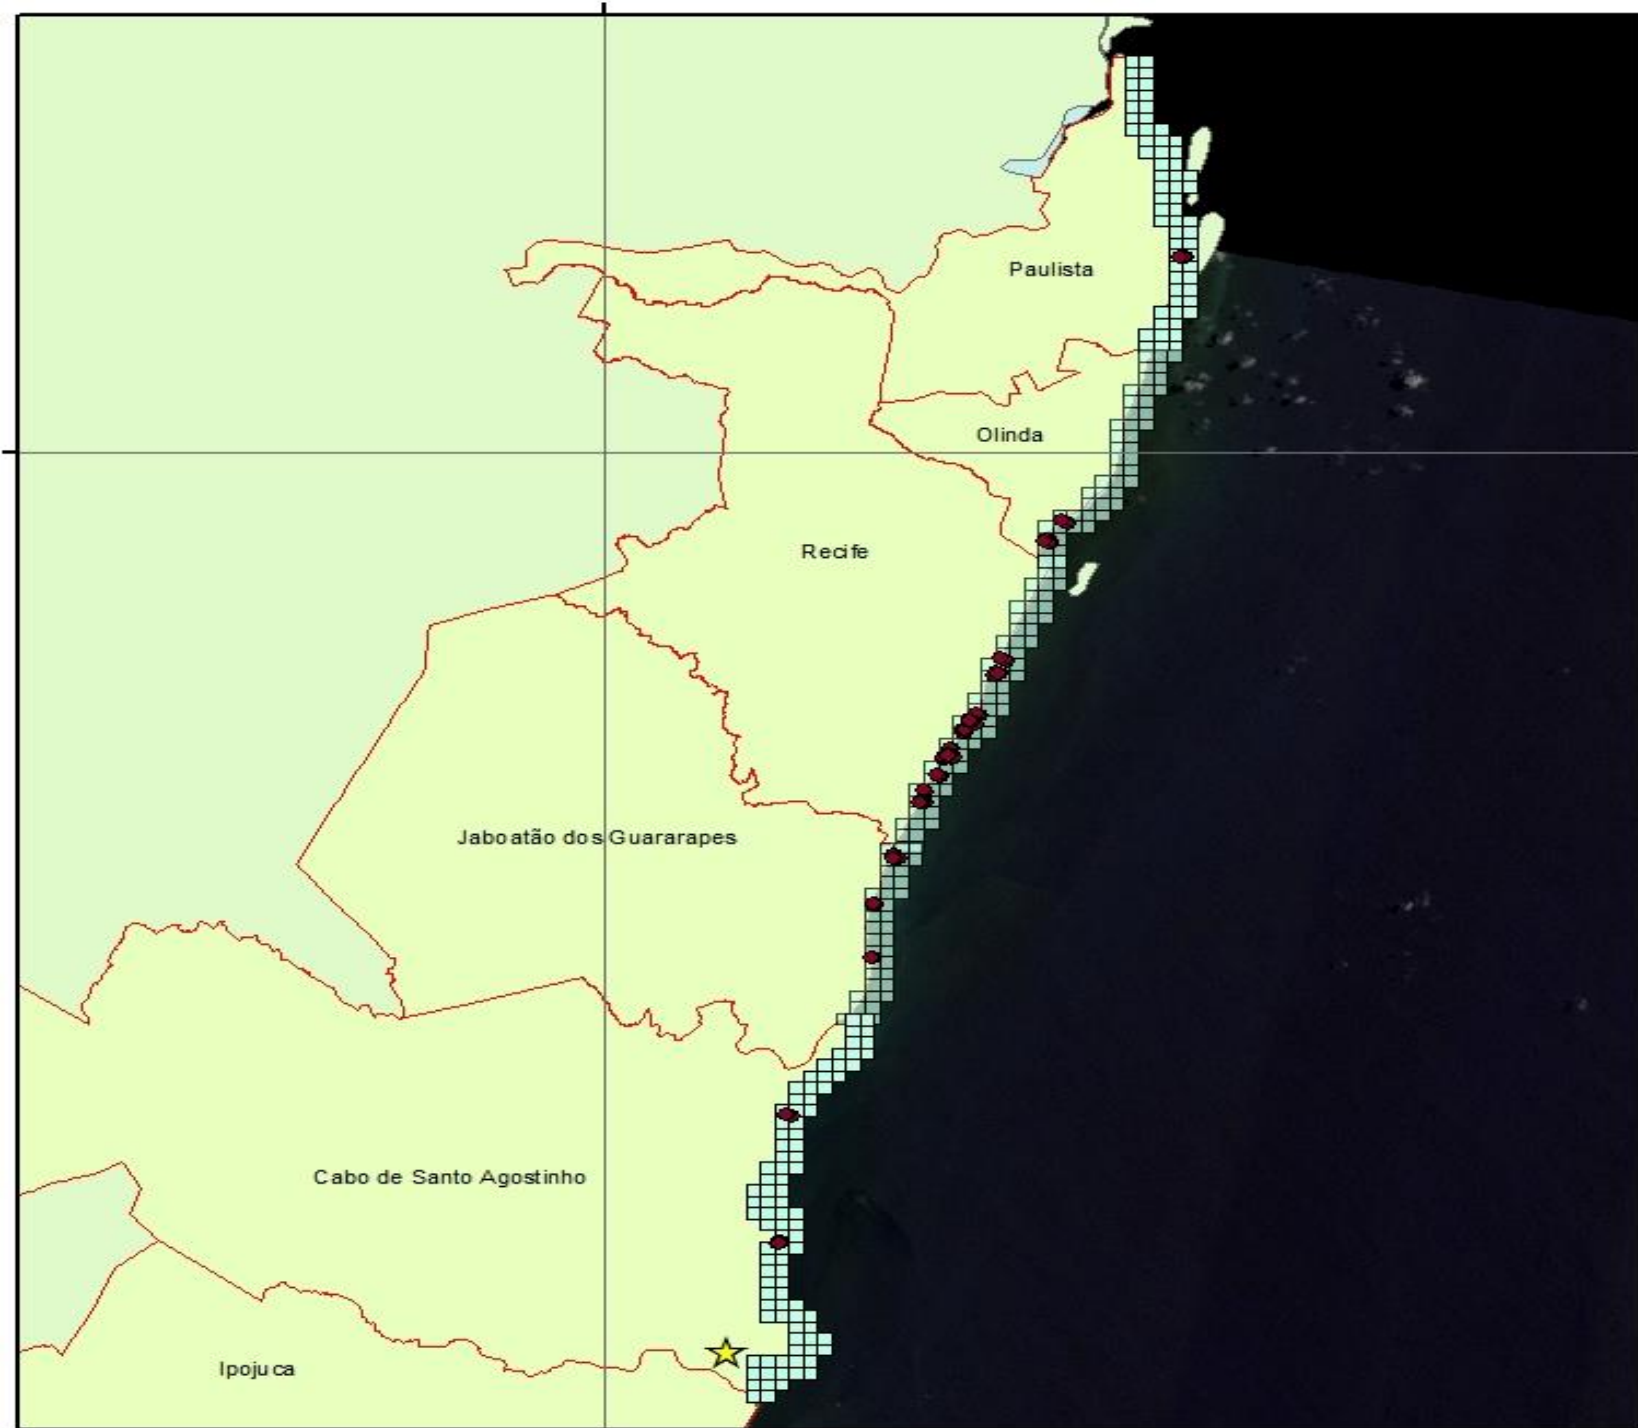 Paulista
Olinda
Recife
Jaboatão dos Guararapes
Cabo de Santo Agostinho
Ipojuca